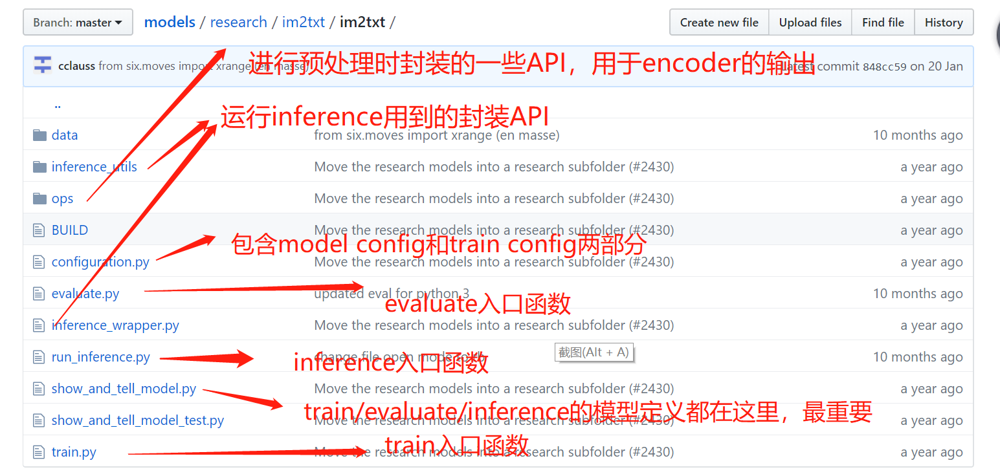 Branch: master
models / research / im2txt / im2txt /
Create new file Upload files Find file History
进行预处理时封装的一些API，用于encoder的输出
cclauss from six.moves import xrange (en masse) Latest commit 848cc59 on 20 Jan
..
运行inference用到的封装API
data from six.moves import xrange (en masse) 10 months ago
inference_utils Move the research models into a research subfolder (#2430) a year ago
ops Move the research models into a research subfolder (#2430) a year ago
BUILD Move the research models into a research subfolder (#2430) a year ago
包含model config和train config两部分
configuration.py Move the research models into a research subfolder (#2430) a year ago
evaluate.py updated eval for python 3 10 months ago
evaluate入口函数
inference_wrapper.py Move the research models into a research subfolder (#2430) a year ago
截图(Alt + A)
run_inference.py change file open mode to rb 10 months ago
inference入口函数
show_and_tell_model.py Move the research models into a research subfolder (#2430) a year ago
train/evaluate/inference的模型定义都在这里，最重要
show_and_tell_model_test.py Move the research models into a research subfolder (#2430) a year ago
train入口函数
train.py Move the research models into a research subfolder (#2430) a year ago